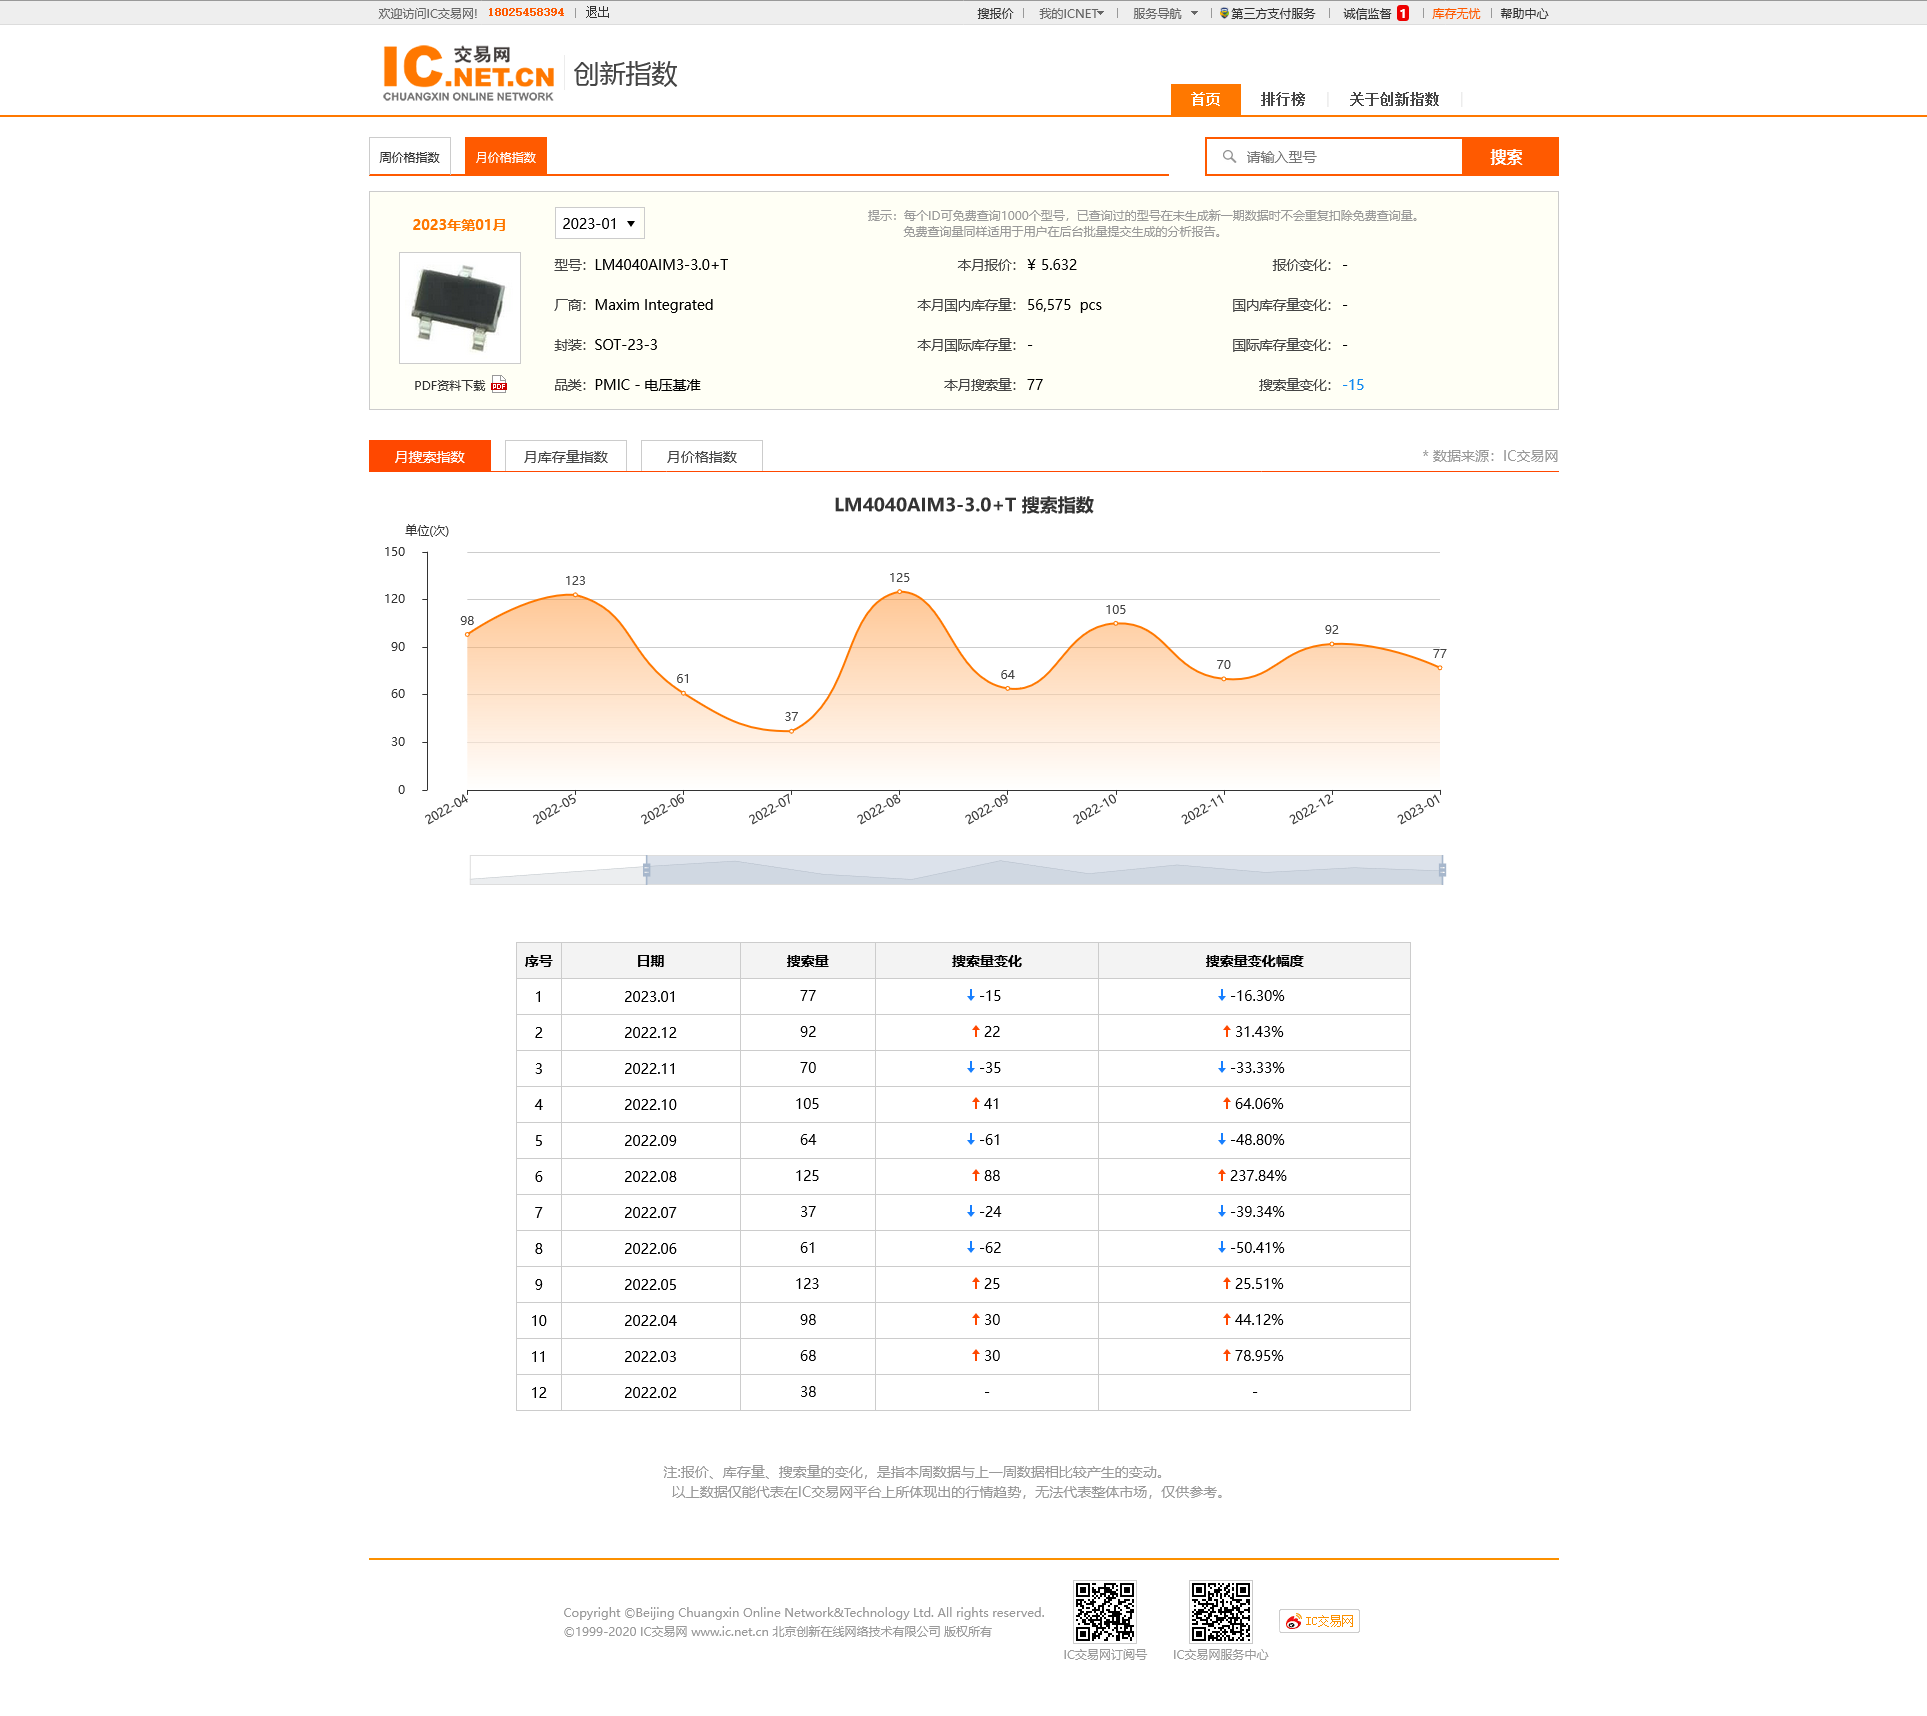 欢迎访问IC交易网! 18025458394 退出 搜报价 我的ICNET 服务导航 第三方支付服务 诚信监督 1 库存无忧 帮助中心
IC 交易网 .NET.CN 创新指数
CHUANGXIN ONLINE NETWORK
首页 排行榜 关于创新指数
周价格指数 月价格指数 请输入型号 搜索
2023年第01月 2023-01 ▼ 提示：每个ID可免费查询1000个型号，已查询过的型号在未生成新一期数据时不会重复扣除免费查询量。
免费查询量同样适用于用户在后台批量提交生成的分析报告。
型号：LM4040AIM3-3.0+T 本月报价：¥ 5.632 报价变化：-
厂商：Maxim Integrated 本月国内库存量：56,575 pcs 国内库存量变化：-
封装：SOT-23-3 本月国际库存量：- 国际库存量变化：-
PDF资料下载 PDF 品类：PMIC - 电压基准 本月搜索量：77 搜索量变化：-15
月搜索指数 月库存量指数 月价格指数 * 数据来源：IC交易网
LM4040AIM3-3.0+T 搜索指数
单位(次)
150
120
90
60
30
0
98 123 61 37 125 64 105 70 92 77
2022-04 2022-05 2022-06 2022-07 2022-08 2022-09 2022-10 2022-11 2022-12 2023-01
序号 日期 搜索量 搜索量变化 搜索量变化幅度
1 2023.01 77 ↓ -15 ↓ -16.30%
2 2022.12 92 ↑ 22 ↑ 31.43%
3 2022.11 70 ↓ -35 ↓ -33.33%
4 2022.10 105 ↑ 41 ↑ 64.06%
5 2022.09 64 ↓ -61 ↓ -48.80%
6 2022.08 125 ↑ 88 ↑ 237.84%
7 2022.07 37 ↓ -24 ↓ -39.34%
8 2022.06 61 ↓ -62 ↓ -50.41%
9 2022.05 123 ↑ 25 ↑ 25.51%
10 2022.04 98 ↑ 30 ↑ 44.12%
11 2022.03 68 ↑ 30 ↑ 78.95%
12 2022.02 38 - -
注:报价、库存量、搜索量的变化，是指本周数据与上一周数据相比较产生的变动。
以上数据仅能代表在IC交易网平台上所体现出的行情趋势，无法代表整体市场，仅供参考。
Copyright ©Beijing Chuangxin Online Network&Technology Ltd. All rights reserved.
©1999-2020 IC交易网 www.ic.net.cn 北京创新在线网络技术有限公司 版权所有
IC交易网订阅号 IC交易网服务中心 IC交易网